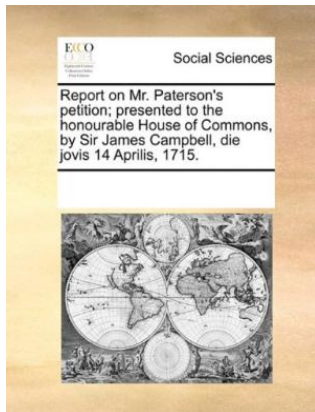 ECCO
Social Sciences
Report on Mr. Paterson's
petition; presented to the
honourable House of Commons,
by Sir James Campbell, die
jovis 14 Aprilis, 1715.